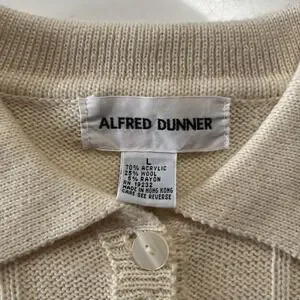 ALFRED DUNNER
L
70% ACRYLIC
25% WOOL
5% RAYON
RN 19232
MADE IN HONG KONG
CARE SEE REVERSE